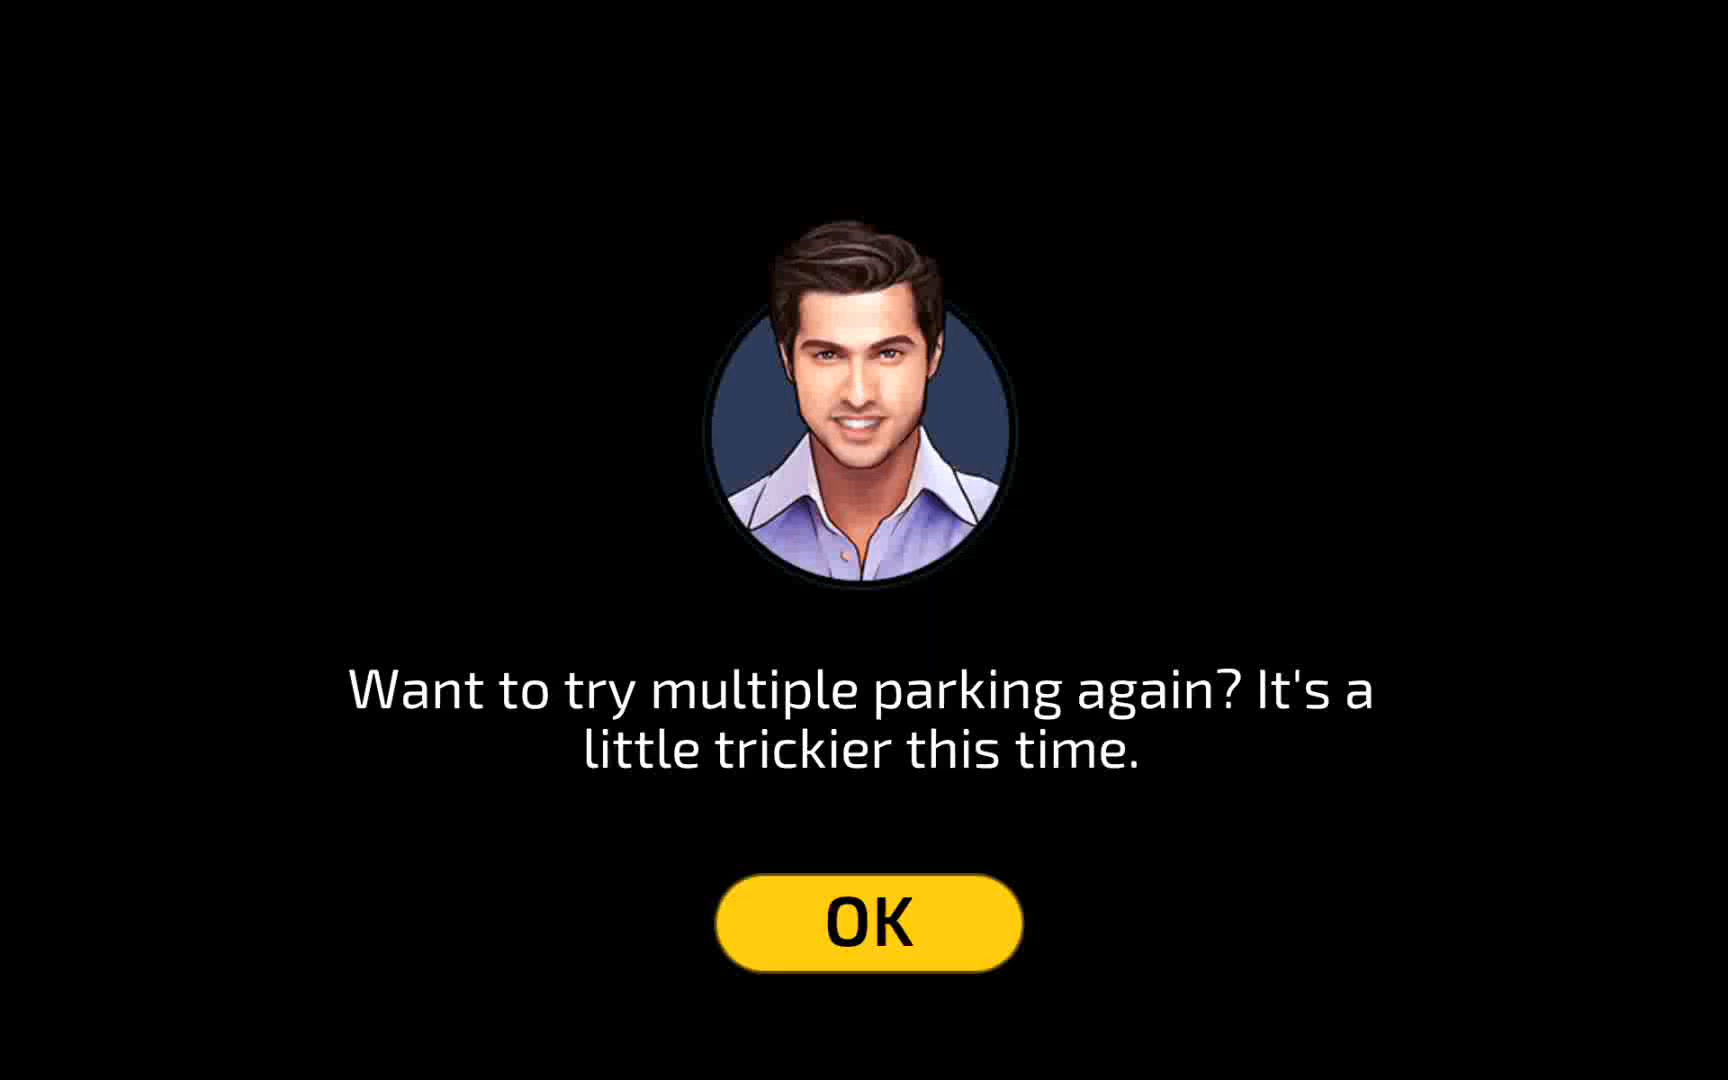 Want to try multiple parking again? It's a
little trickier this time.
OK